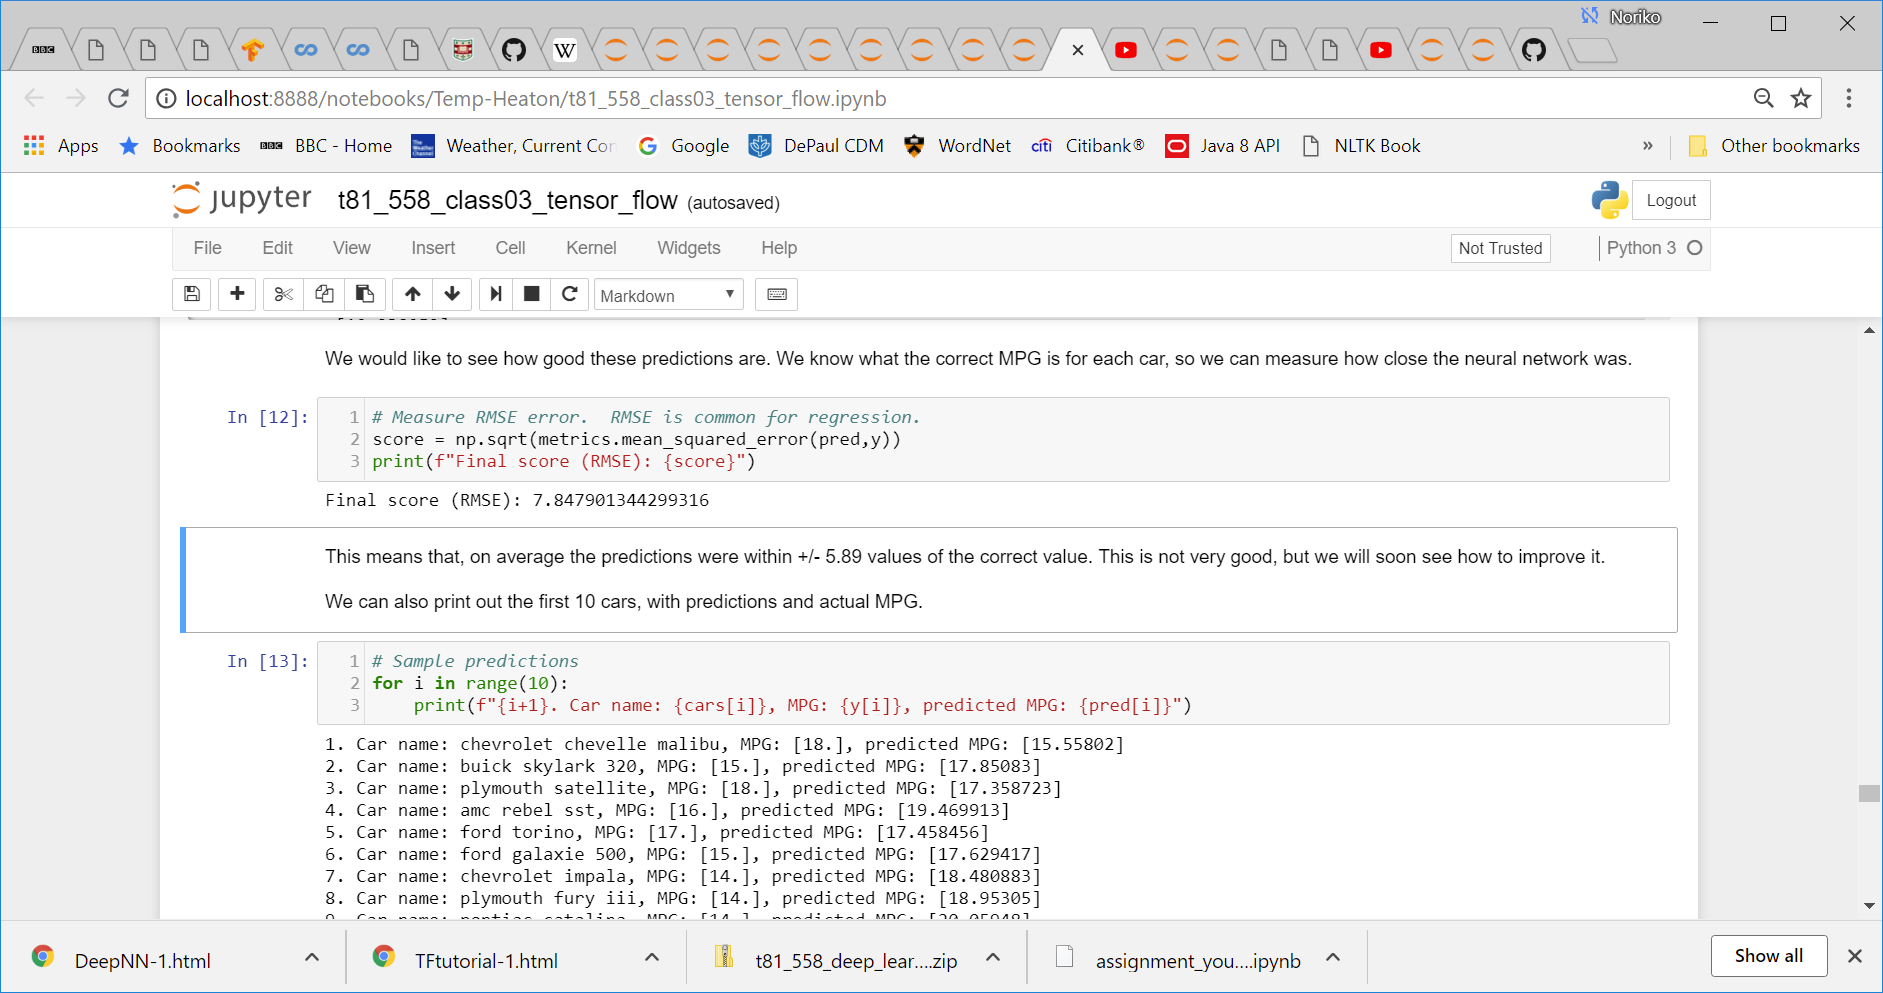 Noriko
BBC
W
localhost:8888/notebooks/Temp-Heaton/t81_558_class03_tensor_flow.ipynb
Apps Bookmarks BBC BBC - Home Weather, Current Con Google DePaul CDM WordNet citi Citibank® Java 8 API NLTK Book » Other bookmarks
jupyter t81_558_class03_tensor_flow (autosaved) Logout
File Edit View Insert Cell Kernel Widgets Help Not Trusted Python 3
Markdown
We would like to see how good these predictions are. We know what the correct MPG is for each car, so we can measure how close the neural network was.
In [12]: 1 # Measure RMSE error.  RMSE is common for regression.
2 score = np.sqrt(metrics.mean_squared_error(pred,y))
3 print(f"Final score (RMSE): {score}")
Final score (RMSE): 7.847901344299316
This means that, on average the predictions were within +/- 5.89 values of the correct value. This is not very good, but we will soon see how to improve it.
We can also print out the first 10 cars, with predictions and actual MPG.
In [13]: 1 # Sample predictions
2 for i in range(10):
3     print(f"{i+1}. Car name: {cars[i]}, MPG: {y[i]}, predicted MPG: {pred[i]}")
1. Car name: chevrolet chevelle malibu, MPG: [18.], predicted MPG: [15.55802]
2. Car name: buick skylark 320, MPG: [15.], predicted MPG: [17.85083]
3. Car name: plymouth satellite, MPG: [18.], predicted MPG: [17.358723]
4. Car name: amc rebel sst, MPG: [16.], predicted MPG: [19.469913]
5. Car name: ford torino, MPG: [17.], predicted MPG: [17.458456]
6. Car name: ford galaxie 500, MPG: [15.], predicted MPG: [17.629417]
7. Car name: chevrolet impala, MPG: [14.], predicted MPG: [18.480883]
8. Car name: plymouth fury iii, MPG: [14.], predicted MPG: [18.95305]
9. Car name: pontiac catalina, MPG: [14.], predicted MPG: [20.05948]
DeepNN-1.html TFtutorial-1.html t81_558_deep_lear....zip assignment_you....ipynb Show all